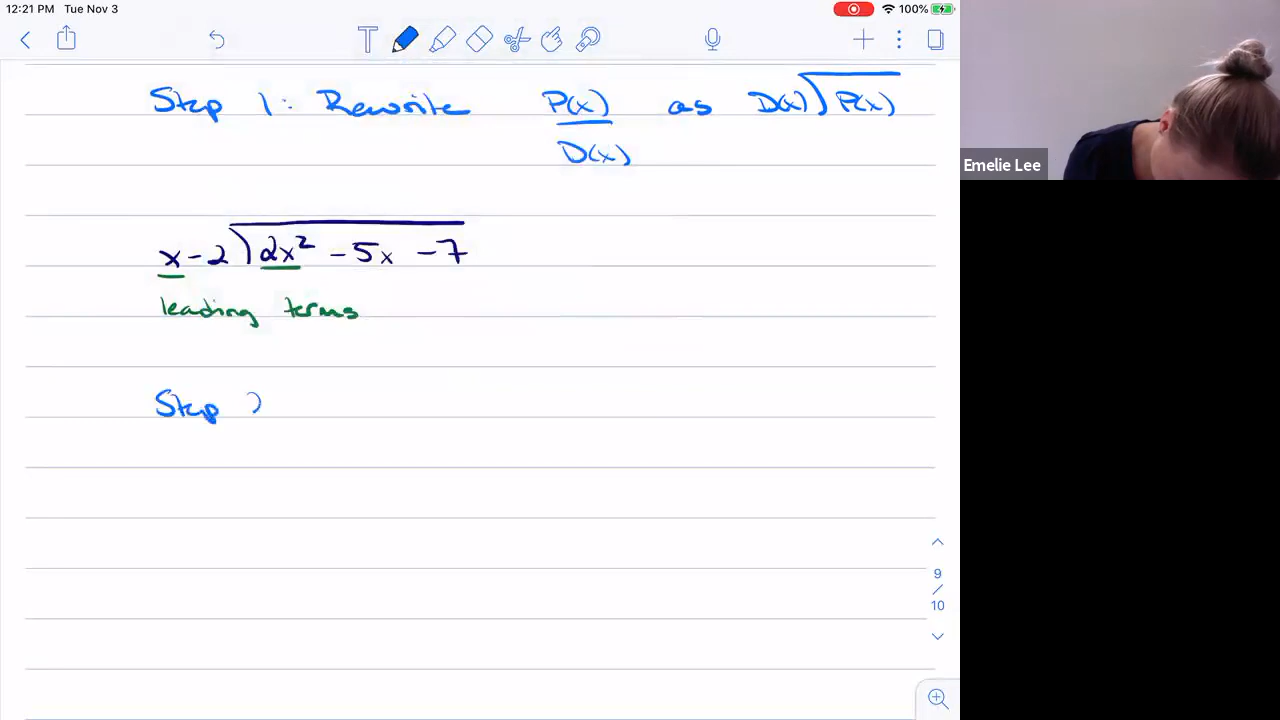 12:21 PM Tue Nov 3
100%
T
Step 1: Rewrite P(x)/D(x) as D(x)⟌P(x)
Emelie Lee
x-2⟌2x² -5x -7
leading terms
Step
9
/
10